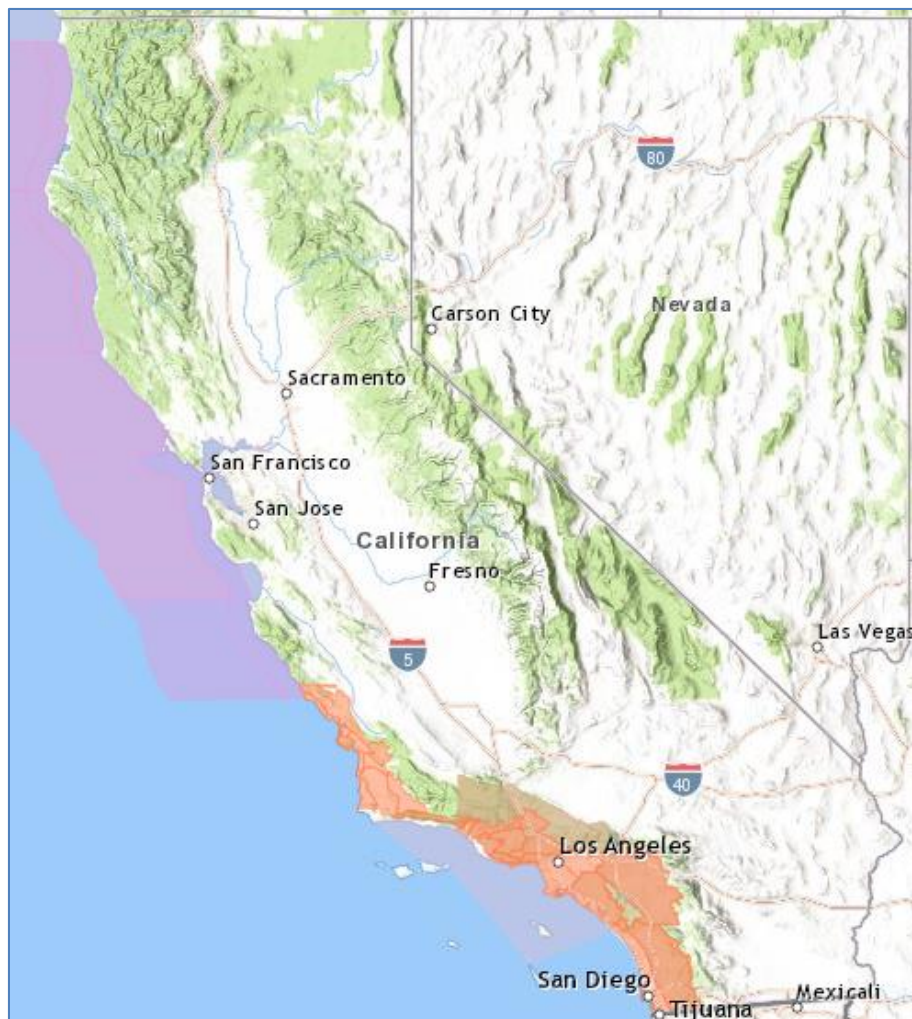 80
Nevada
Carson City
Sacramento
San Francisco
San Jose
California
Fresno
Las Vegas
5
40
Los Angeles
San Diego
Mexicali
Tijuana